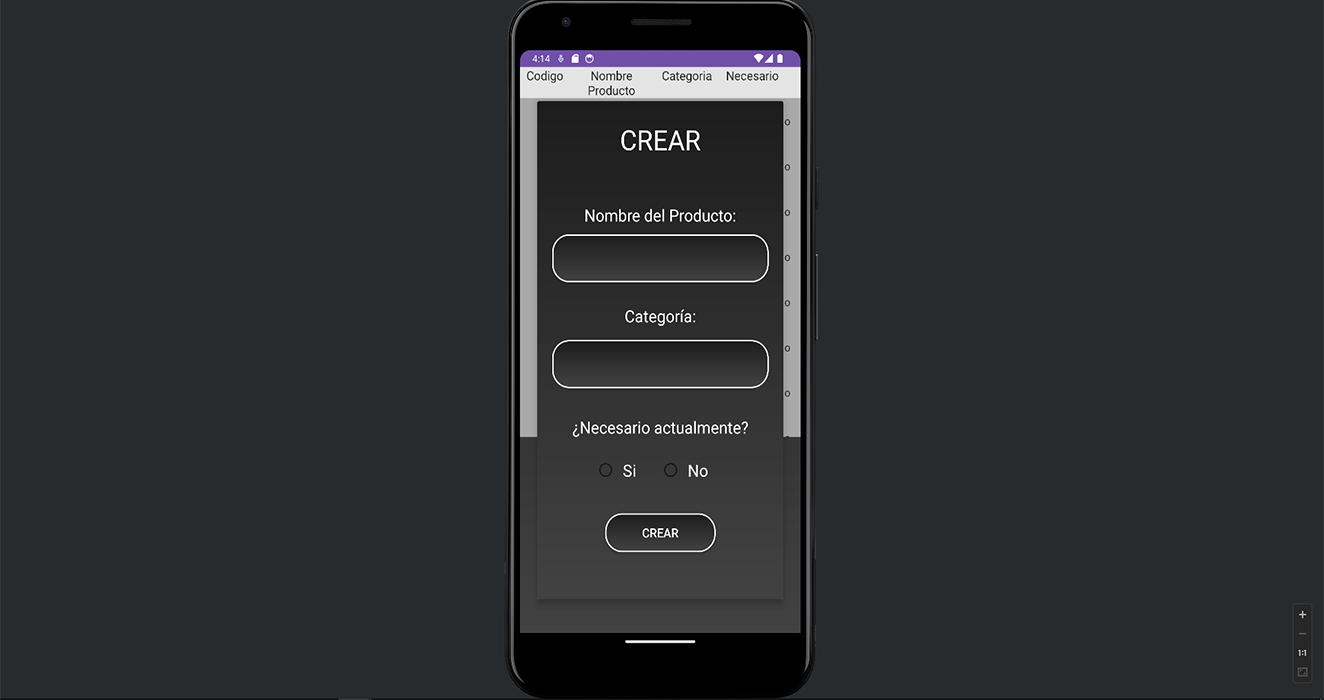 4:14
Codigo Nombre Categoria Necesario
Producto
o
CREAR
o
Nombre del Producto:
o
o
o
Categoría:
o
o
¿Necesario actualmente?
Si No
CREAR
+
−
1:1